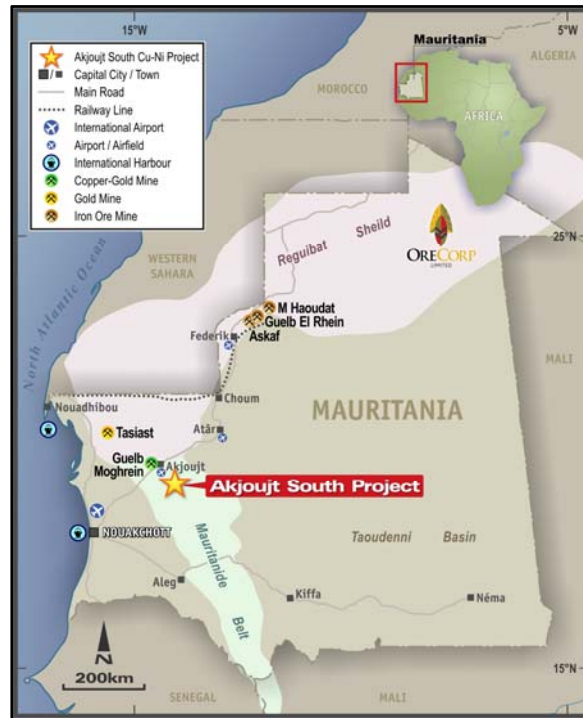 15°W
5°W
Akjoujt South Cu-Ni Project
Capital City / Town
Main Road
Railway Line
International Airport
Airport / Airfield
International Harbour
Copper-Gold Mine
Gold Mine
Iron Ore Mine
Mauritania
ALGERIA
MOROCCO
AFRICA
25°N
Reguibat Sheild
ORECORP
LIMITED
WESTERN
SAHARA
North Atlantic Ocean
M Haoudat
Guelb El Rhein
Askaf
Federik
MALI
Choum
Nouadhibou
MAURITANIA
Tasiast
Atâr
Guelb
Moghrein
Akjoujt
Akjoujt South Project
NOUAKCHOTT
Mauritanide
Belt
Taoudenni Basin
Aleg
Kiffa
Néma
N
200km
15°N
SENEGAL
MALI